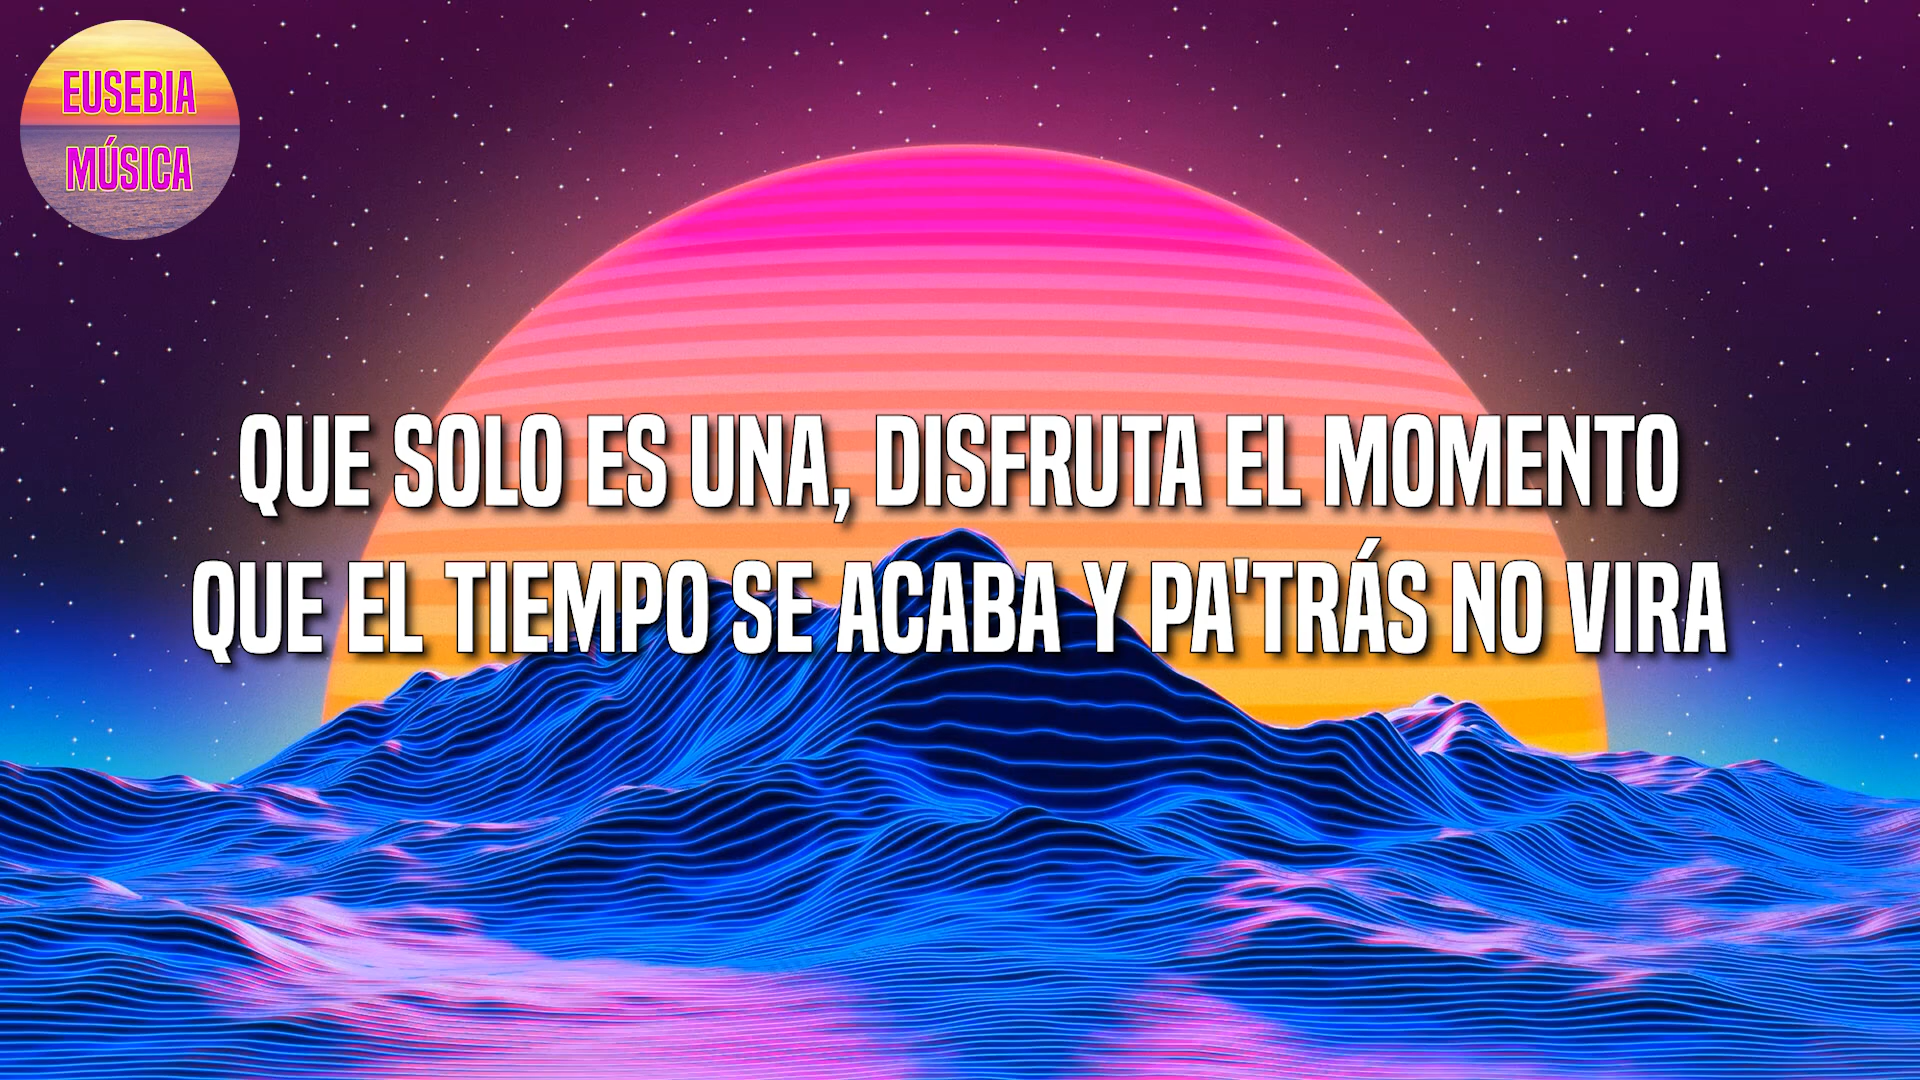 EUSEBIA
MÚSICA
QUE SOLO ES UNA, DISFRUTA EL MOMENTO
QUE EL TIEMPO SE ACABA Y PA'TRÁS NO VIRA